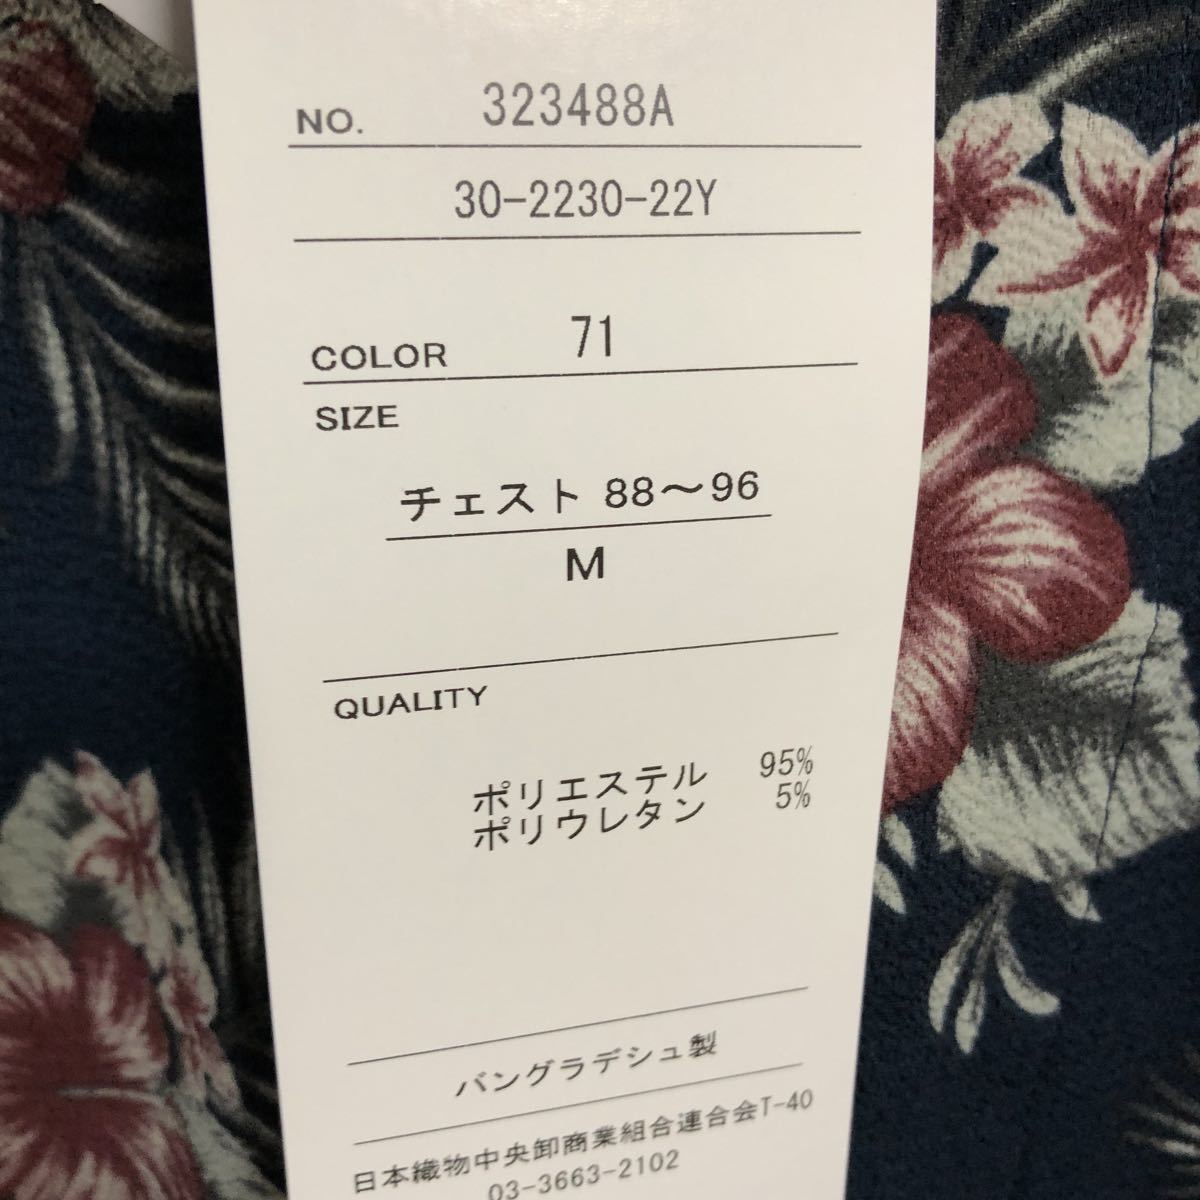 NO. 323488A
30-2230-22Y
COLOR 71
SIZE
チェスト 88～96
M
QUALITY
ポリエステル 95%
ポリウレタン 5%
バングラデシュ製
日本織物中央卸商業組合連合会T-40
03-3663-2102